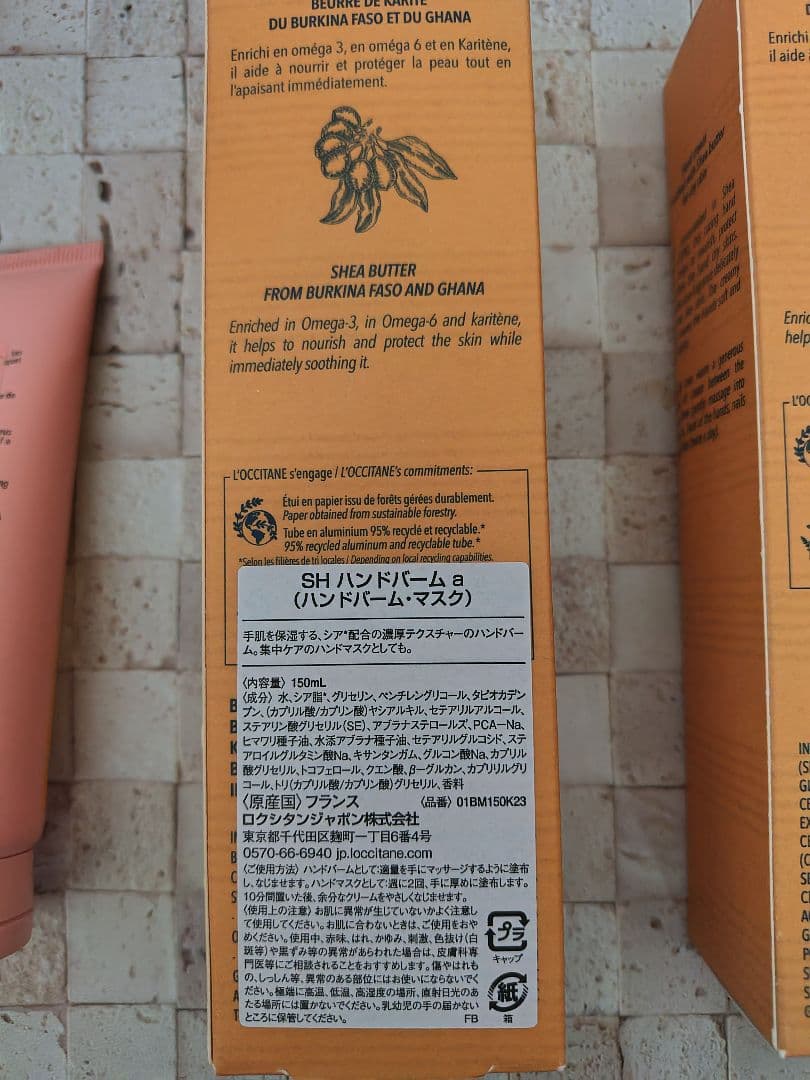 BEURRE DE KARITÉ
DU BURKINA FASO ET DU GHANA
Enrichi en oméga 3, en oméga 6 et en Karitène,
il aide à nourrir et protéger la peau tout en
l'apaisant immédiatement.
SHEA BUTTER
FROM BURKINA FASO AND GHANA
Enriched in Omega-3, in Omega-6 and karitène,
it helps to nourish and protect the skin while
immediately soothing it.
L'OCCITANE s'engage / L'OCCITANE's commitments:
Étui en papier issu de forêts gérées durablement.
Paper obtained from sustainable forestry.
Tube en aluminium 95% recyclé et recyclable.*
95% recycled aluminum and recyclable tube.*
*Selon les filières de tri locales / Depending on local recycling capabilities.
SH ハンドバーム a
(ハンドバーム・マスク)
手肌を保湿する、シア*配合の濃厚テクスチャーのハンドバー
ム。集中ケアのハンドマスクとしても。
〈内容量〉 150mL
〈成分〉 水、シア脂*、グリセリン、ペンチレングリコール、タピオカデン
プン、(カプリル酸/カプリン酸)ヤシアルキル、セテアリルアルコール、
ステアリン酸グリセリル(SE)、アブラナステロールズ、PCA-Na、
ヒマワリ種子油、水添アブラナ種子油、セテアリルグルコシド、ステ
アロイルグルタミン酸Na、キサンタンガム、グルコン酸Na、カプリル
酸グリセリル、トコフェロール、クエン酸、β-グルカン、カプリリルグリ
コール、トリ(カプリル酸/カプリン酸)グリセリル、香料
〈原産国〉 フランス 〈品番〉 01BM150K23
ロクシタンジャポン株式会社
東京都千代田区麹町一丁目6番4号
0570-66-6940 jp.loccitane.com
〈ご使用方法〉 ハンドバームとして:適量を手にマッサージするように塗布
し、なじませます。ハンドマスクとして:週に2回、手に厚めに塗布します。
10分間置いた後、余分なクリームをやさしくなじませます。
〈使用上の注意〉 お肌に異常が生じていないかよく注意し
て使用してください。お肌に合わないときは、ご使用をおや
めください。使用中、赤味、はれ、かゆみ、刺激、色抜け(白
斑等)や黒ずみ等の異常があらわれた場合は、皮膚科専
門医等にご相談されることをおすすめします。傷やはれも
の、しっしん等、異常のある部位にはお使いにならないでく
ださい。極端に高温、低温、高湿度の場所、直射日光のあ
たる場所には置かないでください。乳幼児の手の届かない
ところに保管してください。 FB
プラ
キャップ
紙
箱
Enrichi
il aide
Enric
help
L'OC